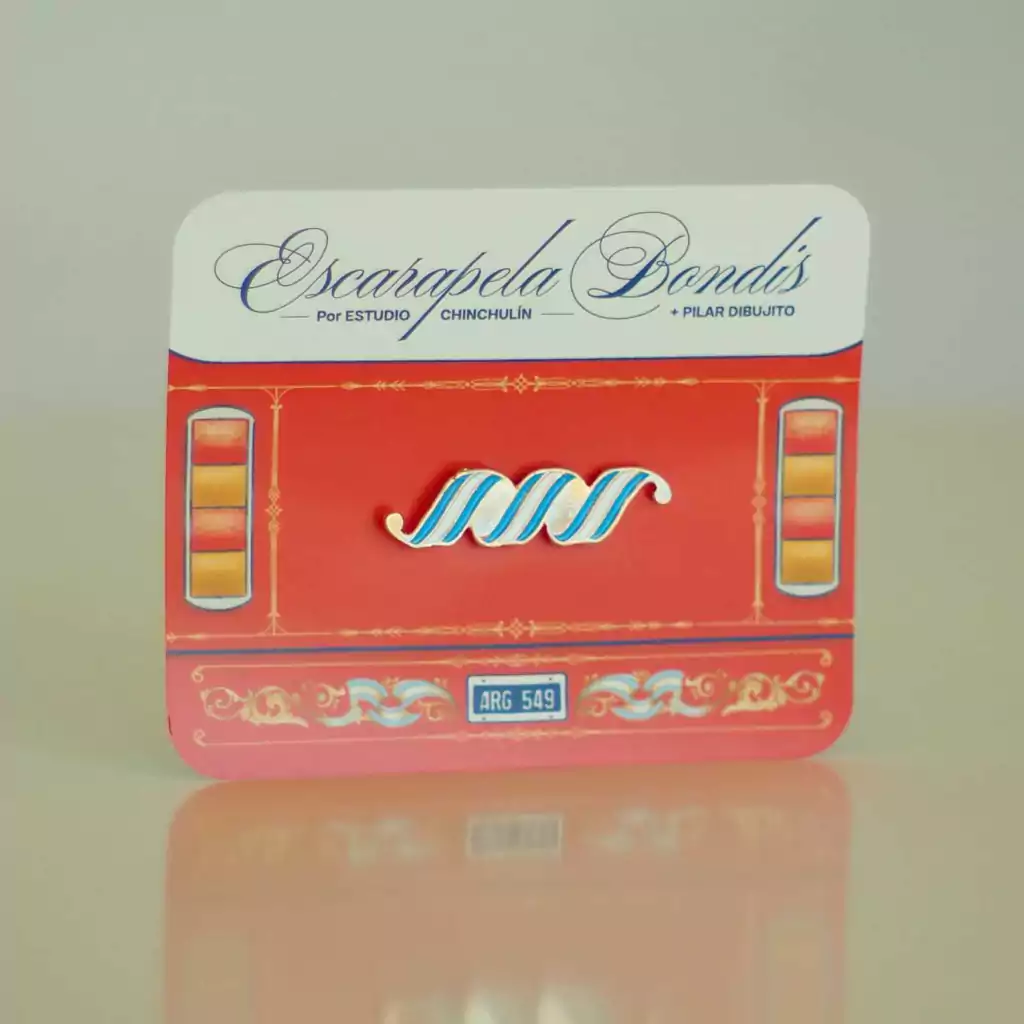 Escarapela Bondis
Por ESTUDIO CHINCHULÍN + PILAR DIBUJITO
ARG 549